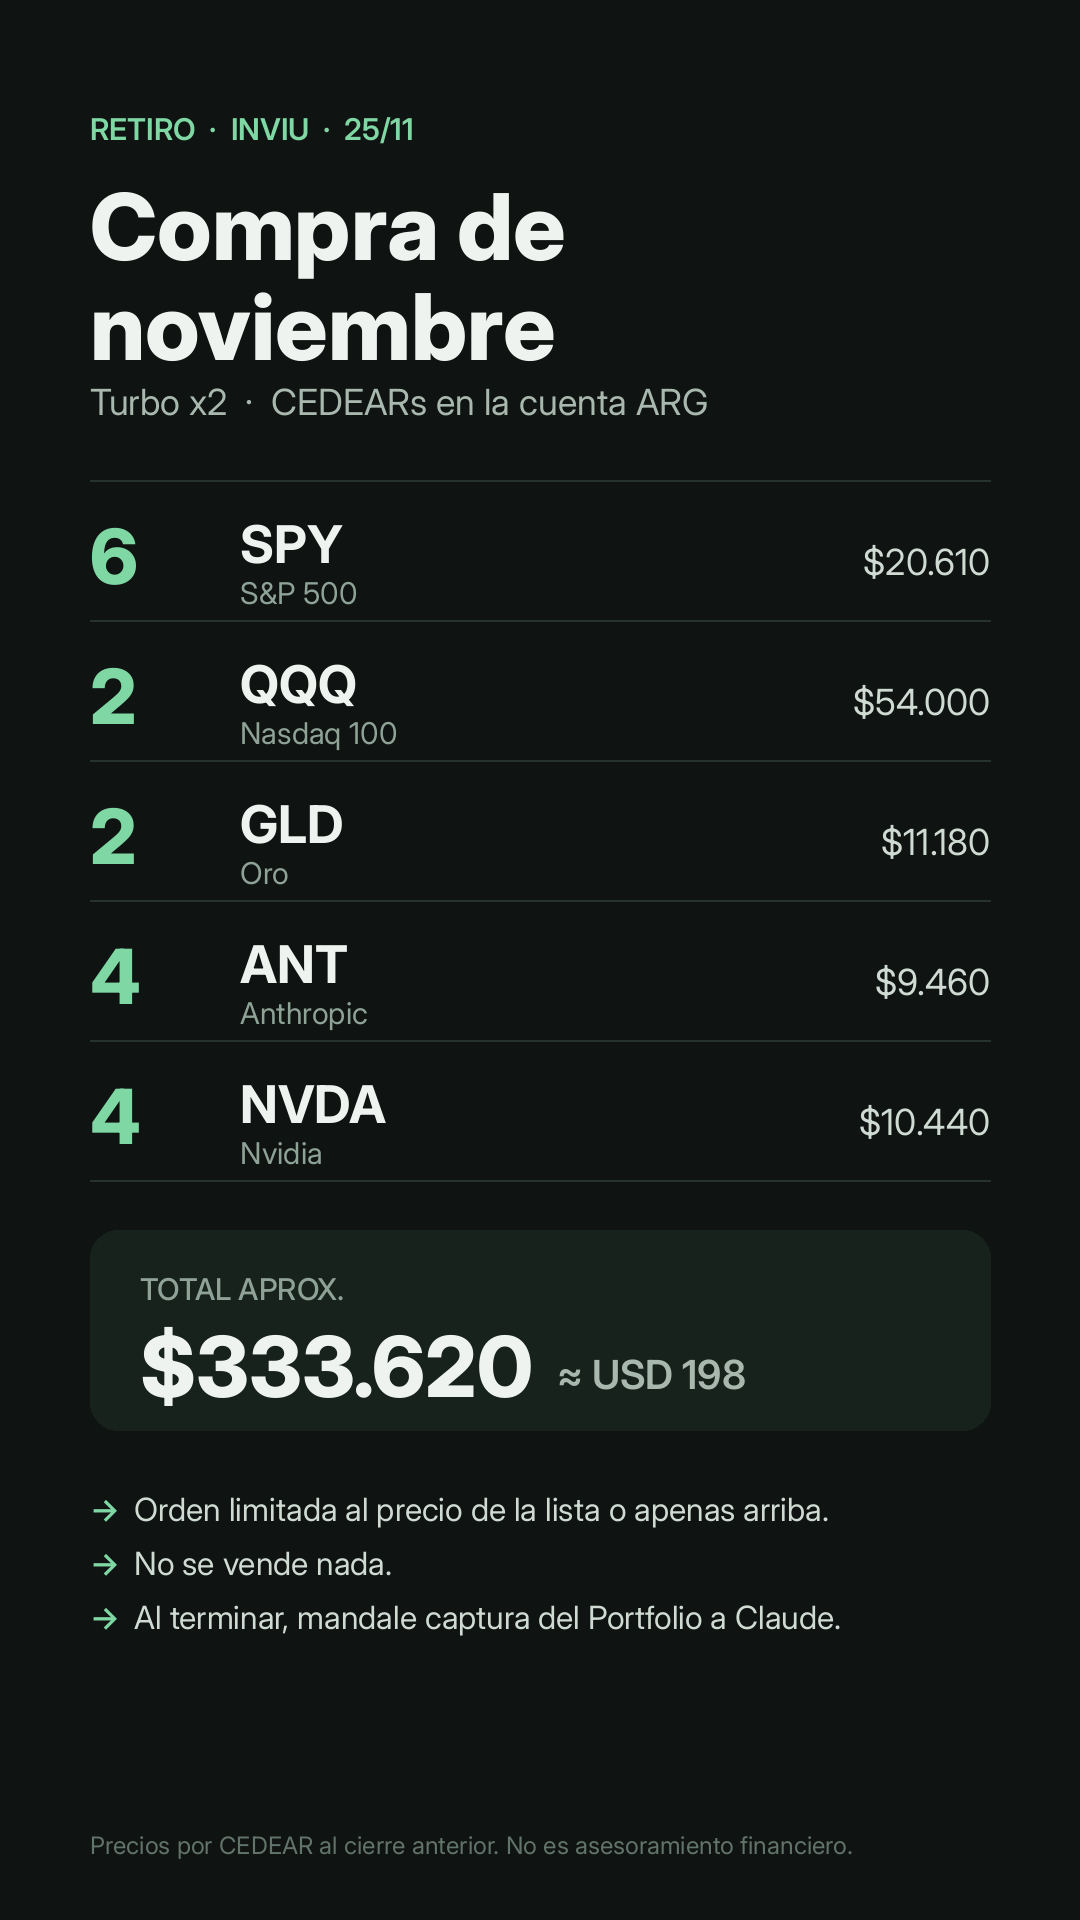 RETIRO · INVIU · 25/11
Compra de
noviembre
Turbo x2 · CEDEARs en la cuenta ARG
6 SPY $20.610
S&P 500
2 QQQ $54.000
Nasdaq 100
2 GLD $11.180
Oro
4 ANT $9.460
Anthropic
4 NVDA $10.440
Nvidia
TOTAL APROX.
$333.620 ≈ USD 198
→ Orden limitada al precio de la lista o apenas arriba.
→ No se vende nada.
→ Al terminar, mandale captura del Portfolio a Claude.
Precios por CEDEAR al cierre anterior. No es asesoramiento financiero.